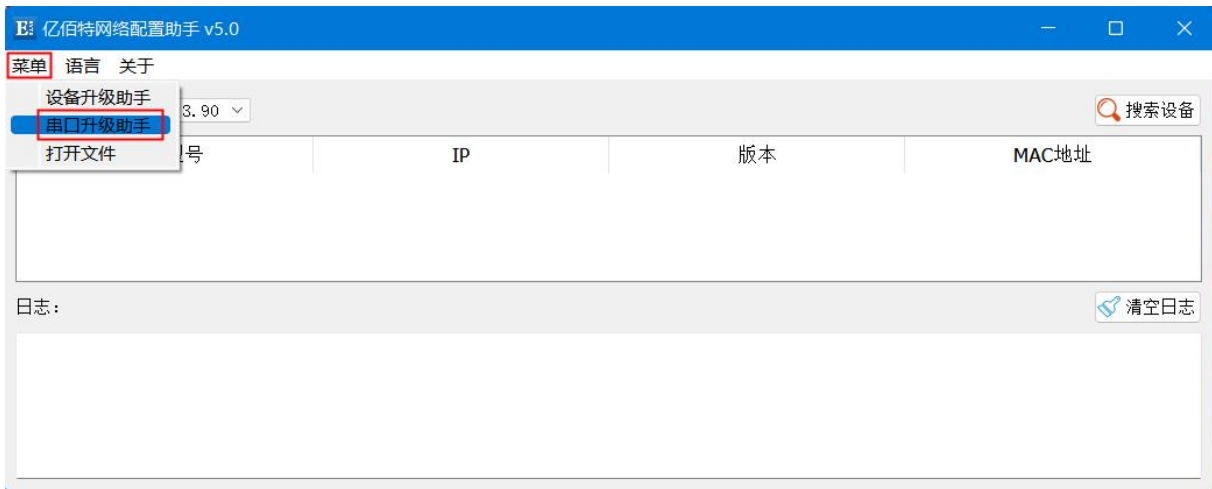 亿佰特网络配置助手 v5.0
菜单 语言 关于
设备升级助手
3.90
搜索设备
串口升级助手
打开文件
号 IP 版本 MAC地址
日志：
清空日志